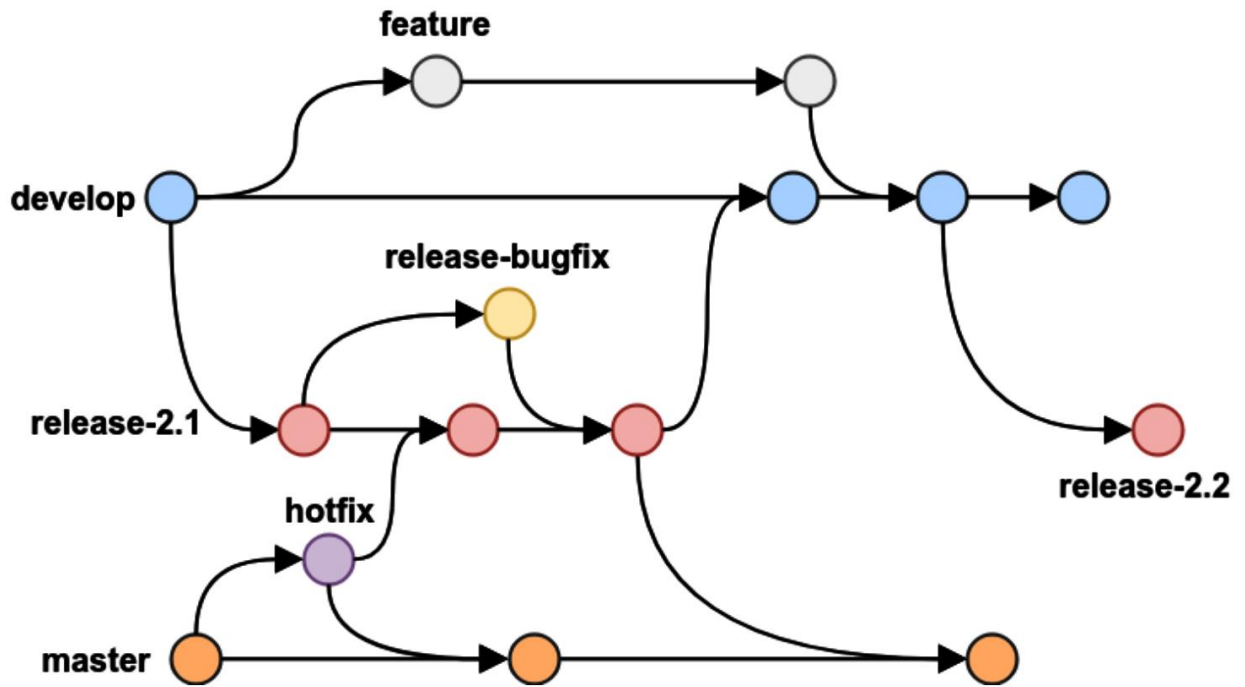 feature
develop
release-bugfix
release-2.1
release-2.2
hotfix
master